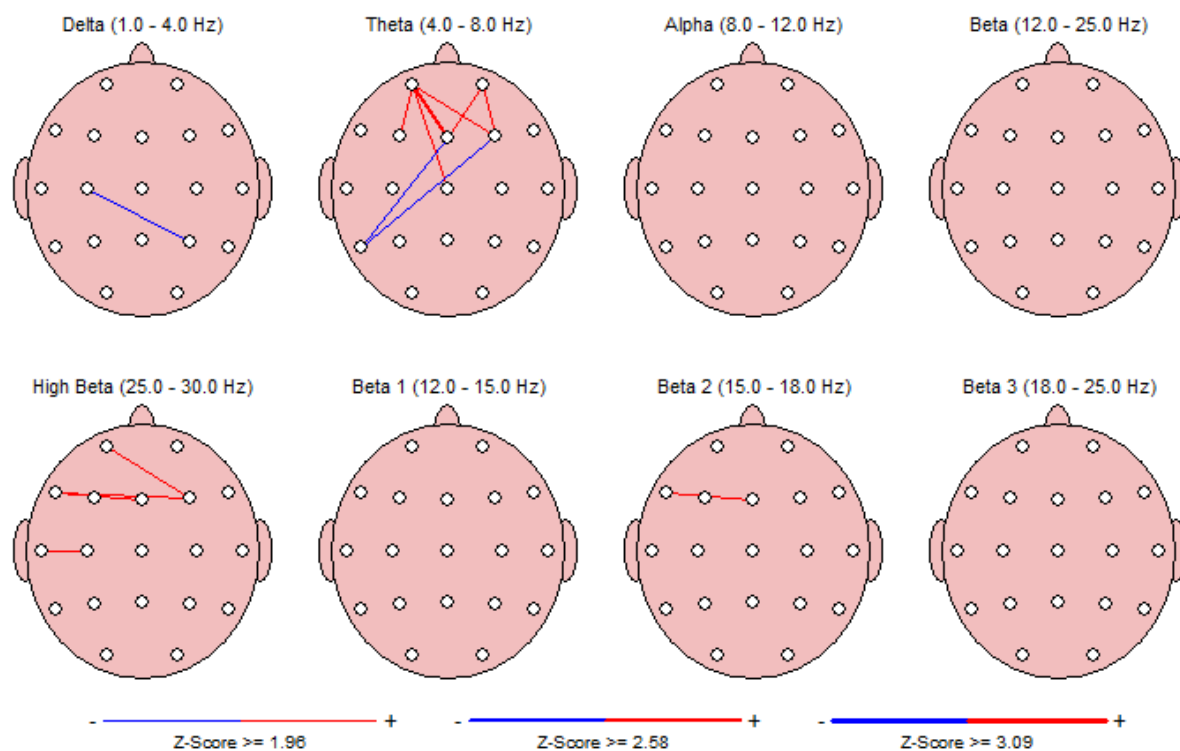 Delta (1.0 - 4.0 Hz) Theta (4.0 - 8.0 Hz) Alpha (8.0 - 12.0 Hz) Beta (12.0 - 25.0 Hz)
High Beta (25.0 - 30.0 Hz) Beta 1 (12.0 - 15.0 Hz) Beta 2 (15.0 - 18.0 Hz) Beta 3 (18.0 - 25.0 Hz)
- + - + - +
Z-Score >= 1.96 Z-Score >= 2.58 Z-Score >= 3.09